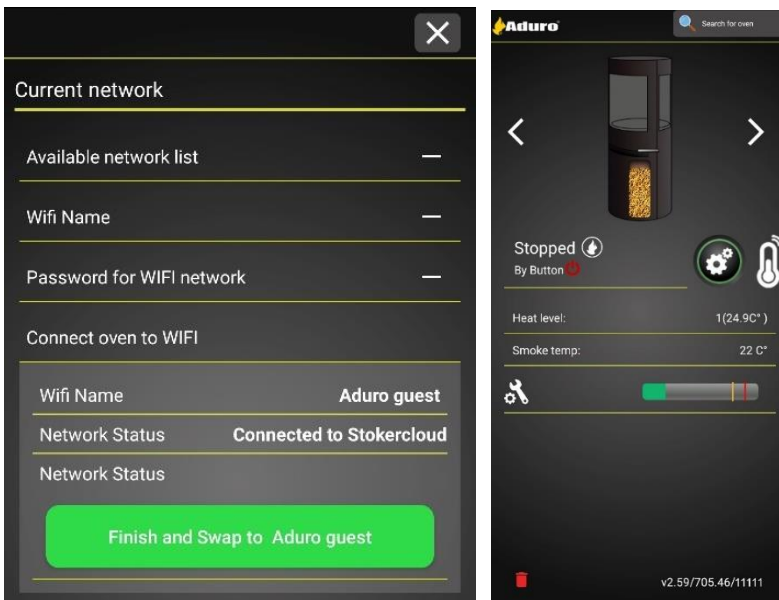 Current network
Available network list
Wifi Name
Password for WIFI network
Connect oven to WIFI
Wifi Name Aduro guest
Network Status Connected to Stokercloud
Network Status
Finish and Swap to Aduro guest
Aduro
Search for oven
Stopped
By Button
Heat level: 1(24.9C°)
Smoke temp: 22 C°
v2.59/705.46/11111